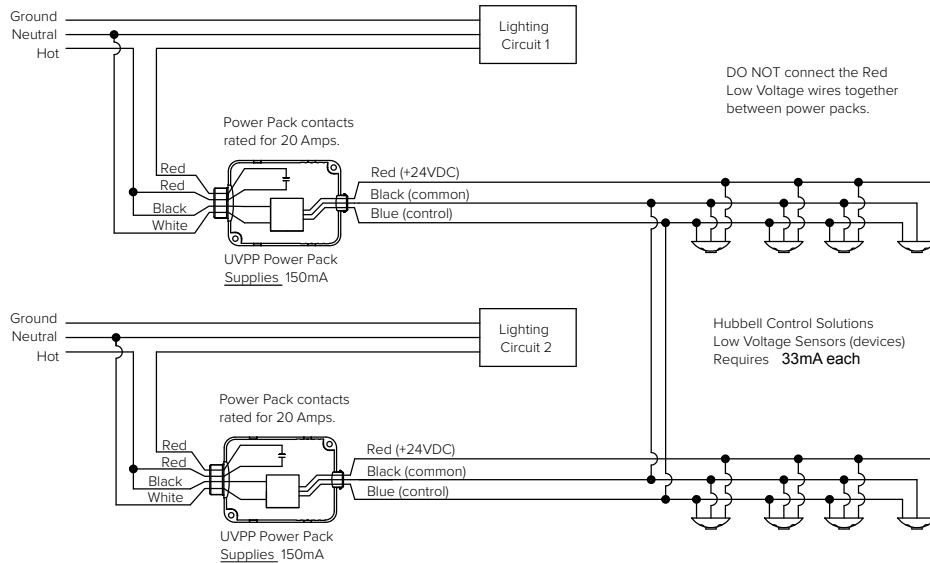 Ground
Neutral
Hot
Lighting
Circuit 1
DO NOT connect the Red
Low Voltage wires together
between power packs.
Power Pack contacts
rated for 20 Amps.
Red
Red
Black
White
Red (+24VDC)
Black (common)
Blue (control)
UVPP Power Pack
Supplies 150mA
Ground
Neutral
Hot
Lighting
Circuit 2
Hubbell Control Solutions
Low Voltage Sensors (devices)
Requires 33mA each
Power Pack contacts
rated for 20 Amps.
Red
Red
Black
White
Red (+24VDC)
Black (common)
Blue (control)
UVPP Power Pack
Supplies 150mA